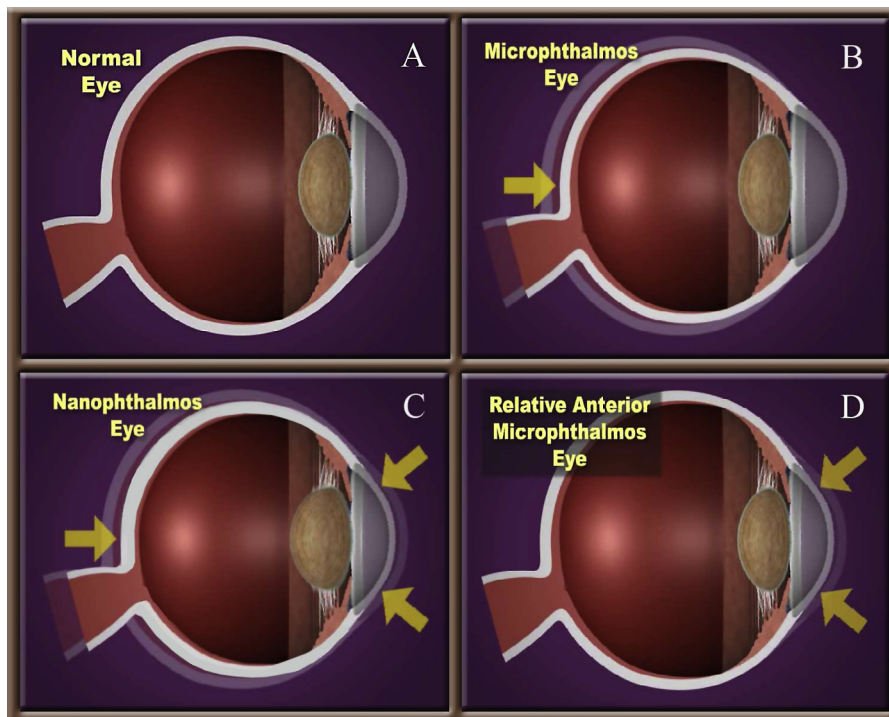 Normal
Eye
A
Microphthalmos
Eye
B
Nanophthalmos
Eye
C
Relative Anterior
Microphthalmos
Eye
D